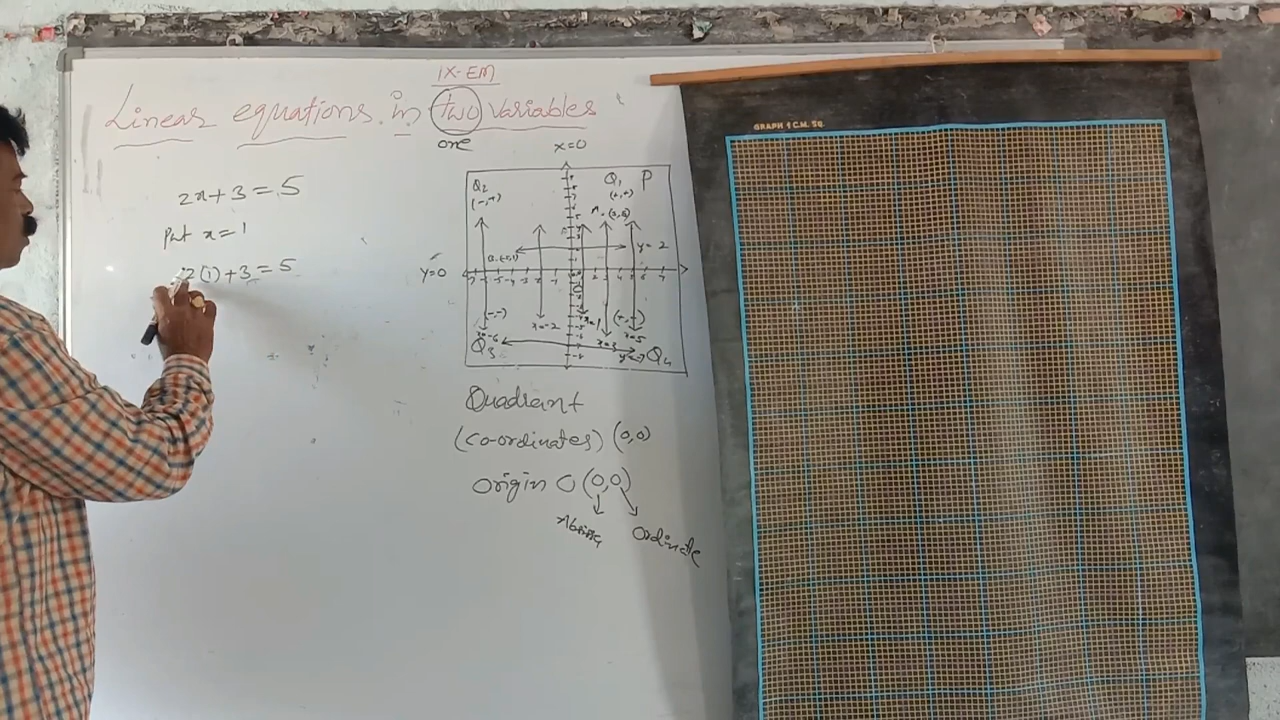 IX-EM
Linear equations in two variables
one
2x+3=5
Put x=1
2(1)+3=5
x=0
Q2
(-,+)
Q1
(+,+)
P
y=2
y=0
(-,-)
x=-2
x=1
x=3
x=5
Q3
Q4
Quadrant
(co-ordinates) (0,0)
Origin O (0,0)
Ordinate
GRAPH 1 C.M. SQ.